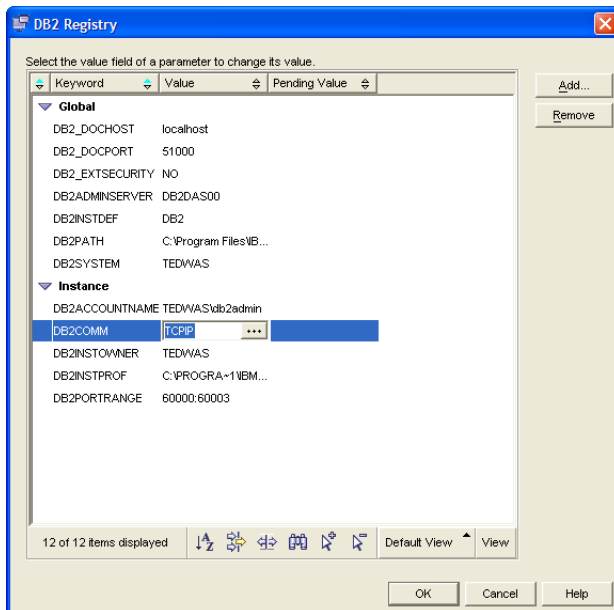 DB2 Registry
Select the value field of a parameter to change its value.
Keyword Value Pending Value
Add...
Remove
Global
DB2_DOCHOST localhost
DB2_DOCPORT 51000
DB2_EXTSECURITY NO
DB2ADMINSERVER DB2DAS00
DB2INSTDEF DB2
DB2PATH C:\Program Files\IB...
DB2SYSTEM TEDWAS
Instance
DB2ACCOUNTNAME TEDWAS\db2admin
DB2COMM TCPIP ...
DB2INSTOWNER TEDWAS
DB2INSTPROF C:\PROGRA~1\IBM...
DB2PORTRANGE 60000:60003
12 of 12 items displayed Default View View
OK Cancel Help